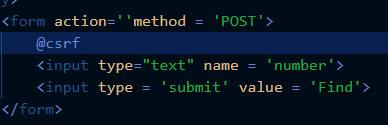 y>
<form action=''method = 'POST'>
@csrf
<input type="text" name = 'number'>
<input type = 'submit' value = 'Find'>
</form>